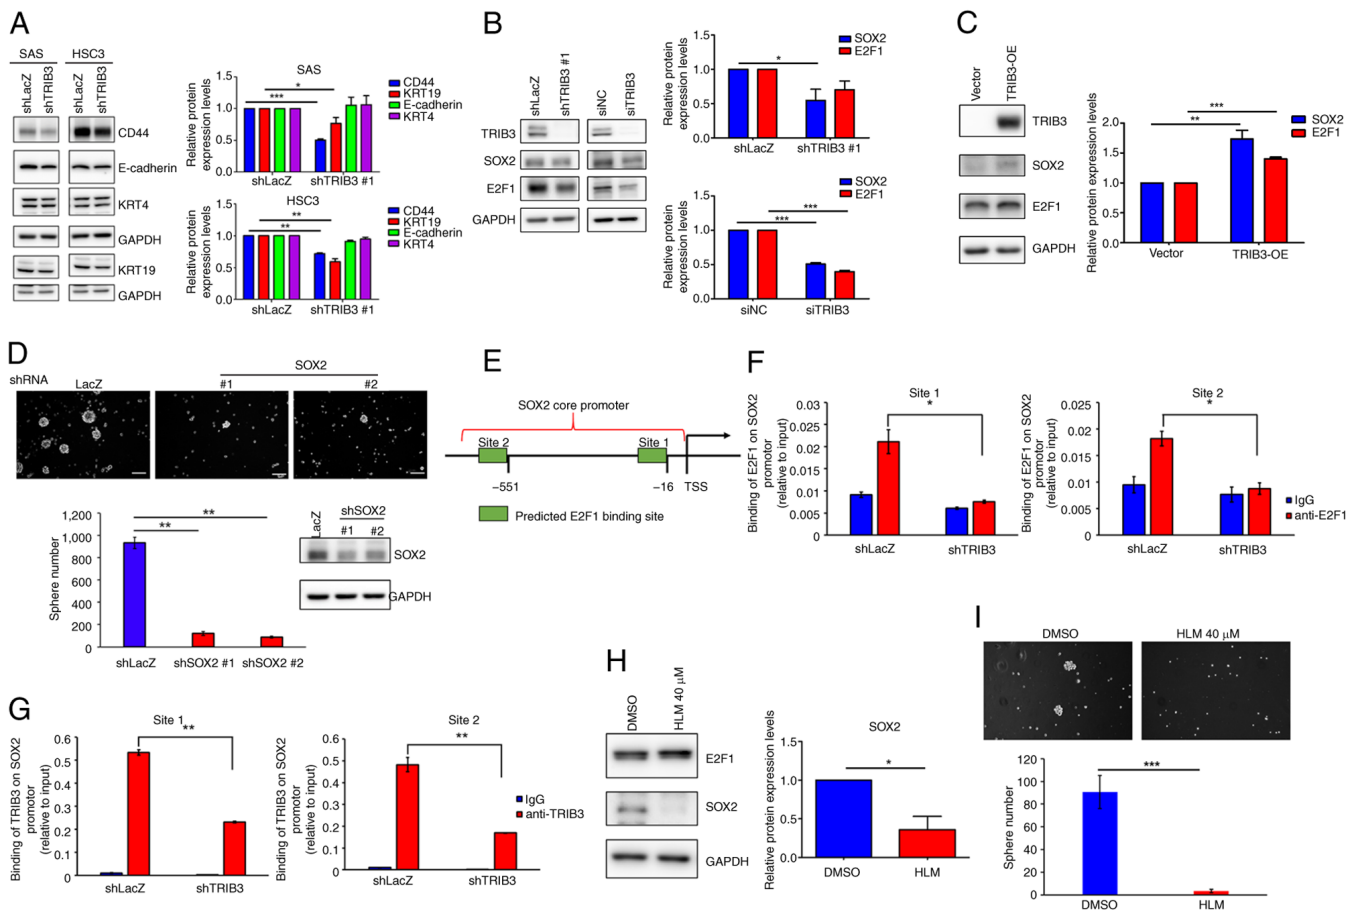 A
SAS HSC3
shLacZ
shTRIB3
shLacZ
shTRIB3
CD44
E-cadherin
KRT4
GAPDH
KRT19
GAPDH
SAS
Relative protein
expression levels
1.5
1.0
0.5
0.0
*
***
shLacZ shTRIB3 #1
CD44
KRT19
E-cadherin
KRT4
HSC3
Relative protein
expression levels
1.5
1.0
0.5
0.0
**
**
shLacZ shTRIB3 #1
CD44
KRT19
E-cadherin
KRT4
B
shLacZ
shTRIB3 #1
siNC
siTRIB3
TRIB3
SOX2
E2F1
GAPDH
Relative protein
expression levels
1.5
1.0
0.5
0.0
*
shLacZ shTRIB3 #1
SOX2
E2F1
Relative protein
expression levels
1.5
1.0
0.5
0.0
***
***
siNC siTRIB3
SOX2
E2F1
C
Vector
TRIB3-OE
TRIB3
SOX2
E2F1
GAPDH
Relative protein expression levels
2.0
1.5
1.0
0.5
0.0
***
**
Vector TRIB3-OE
SOX2
E2F1
D
SOX2
shRNA LacZ #1 #2
Sphere number
1,200
1,000
800
600
400
200
0
**
**
shLacZ shSOX2 #1 shSOX2 #2
LacZ
shSOX2
#1 #2
SOX2
GAPDH
E
SOX2 core promoter
Site 2 Site 1
−551 −16 TSS
Predicted E2F1 binding site
F
Site 1
Binding of E2F1 on SOX2
promotor
(relative to input)
0.03
0.025
0.02
0.015
0.01
0.005
0
*
shLacZ shTRIB3
Site 2
Binding of E2F1 on SOX2
promotor
(relative to input)
0.025
0.02
0.015
0.01
0.005
0
*
shLacZ shTRIB3
IgG
anti-E2F1
G
Site 1
Binding of TRIB3 on SOX2
promotor
(relative to input)
0.6
0.5
0.4
0.3
0.2
0.1
0
**
shLacZ shTRIB3
Site 2
Binding of TRIB3 on SOX2
promotor
(relative to input)
0.6
0.5
0.4
0.3
0.2
0.1
0
**
shLacZ shTRIB3
IgG
anti-TRIB3
H
DMSO
HLM 40 μM
E2F1
SOX2
GAPDH
SOX2
Relative protein expression levels
1.5
1.0
0.5
0.0
*
DMSO HLM
I
DMSO HLM 40 μM
Sphere number
120
100
80
60
40
20
0
***
DMSO HLM